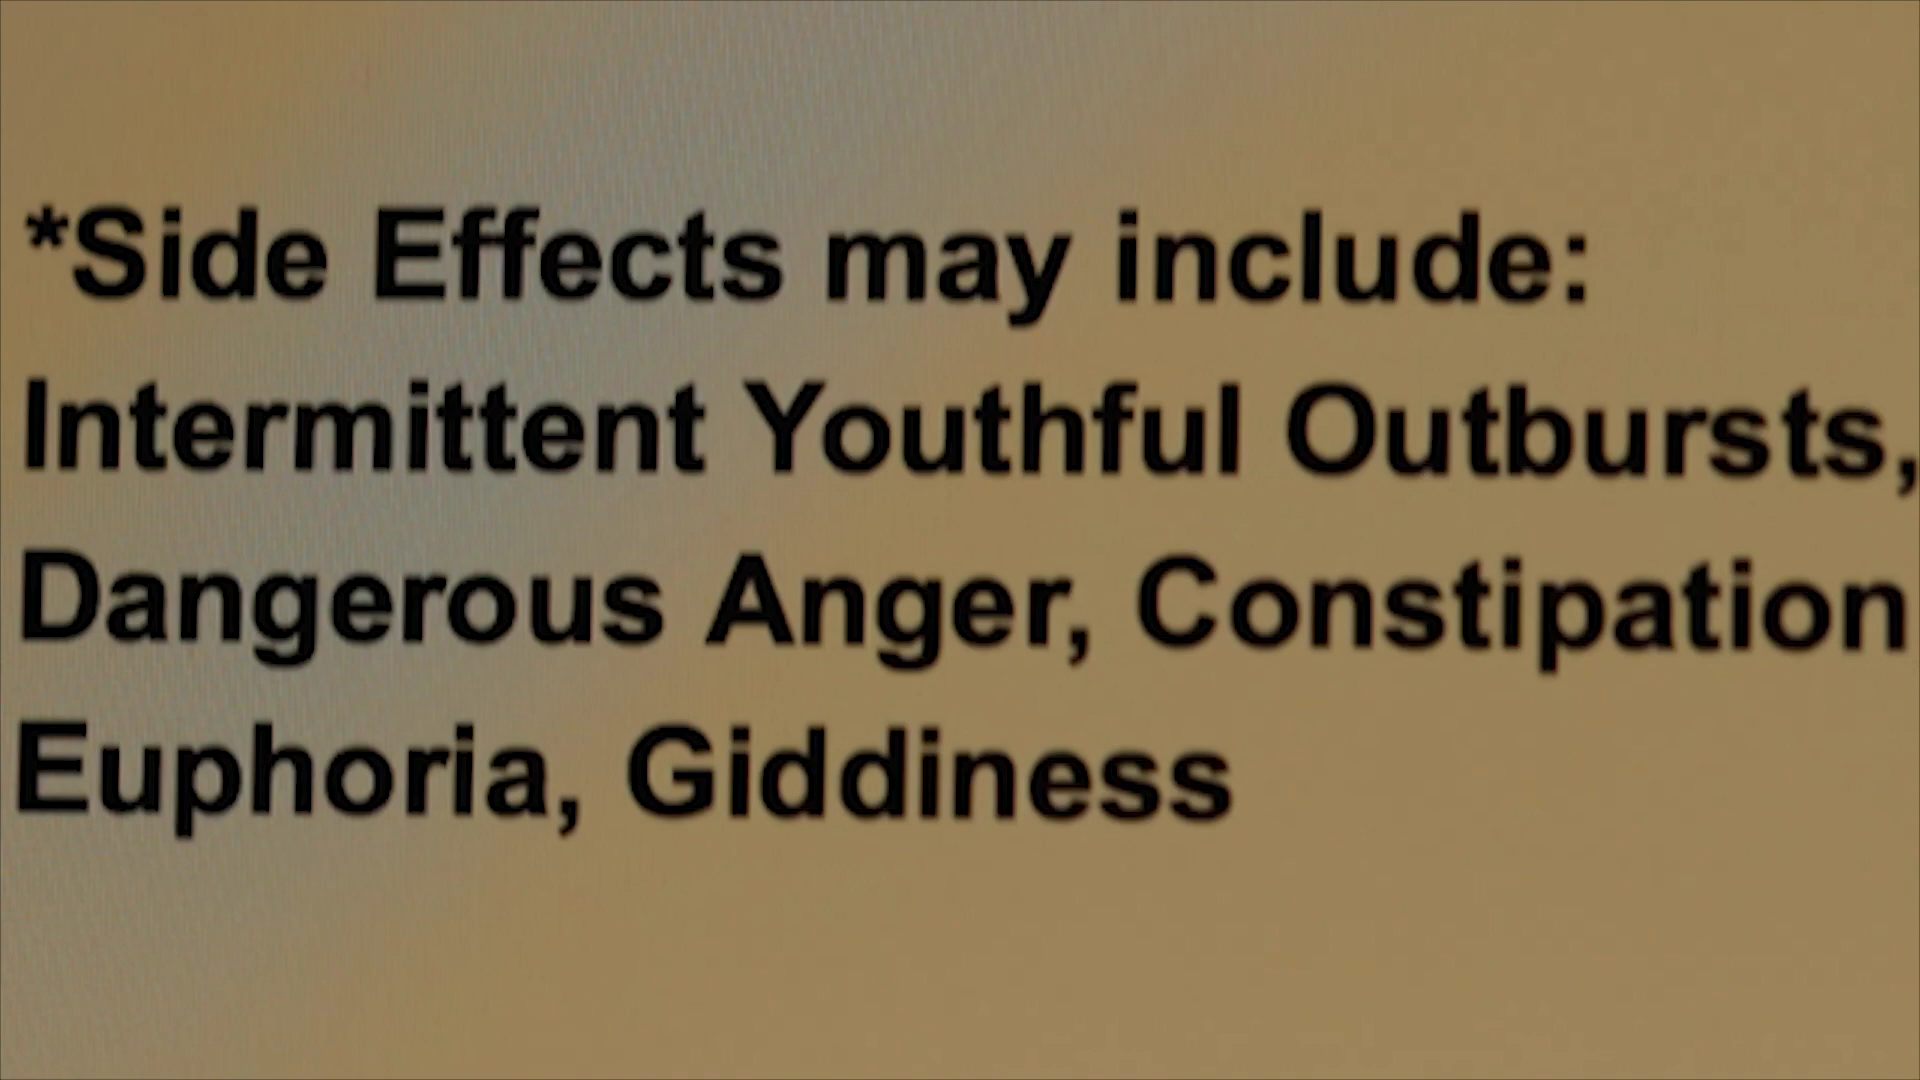 *Side Effects may include:
Intermittent Youthful Outbursts,
Dangerous Anger, Constipation
Euphoria, Giddiness